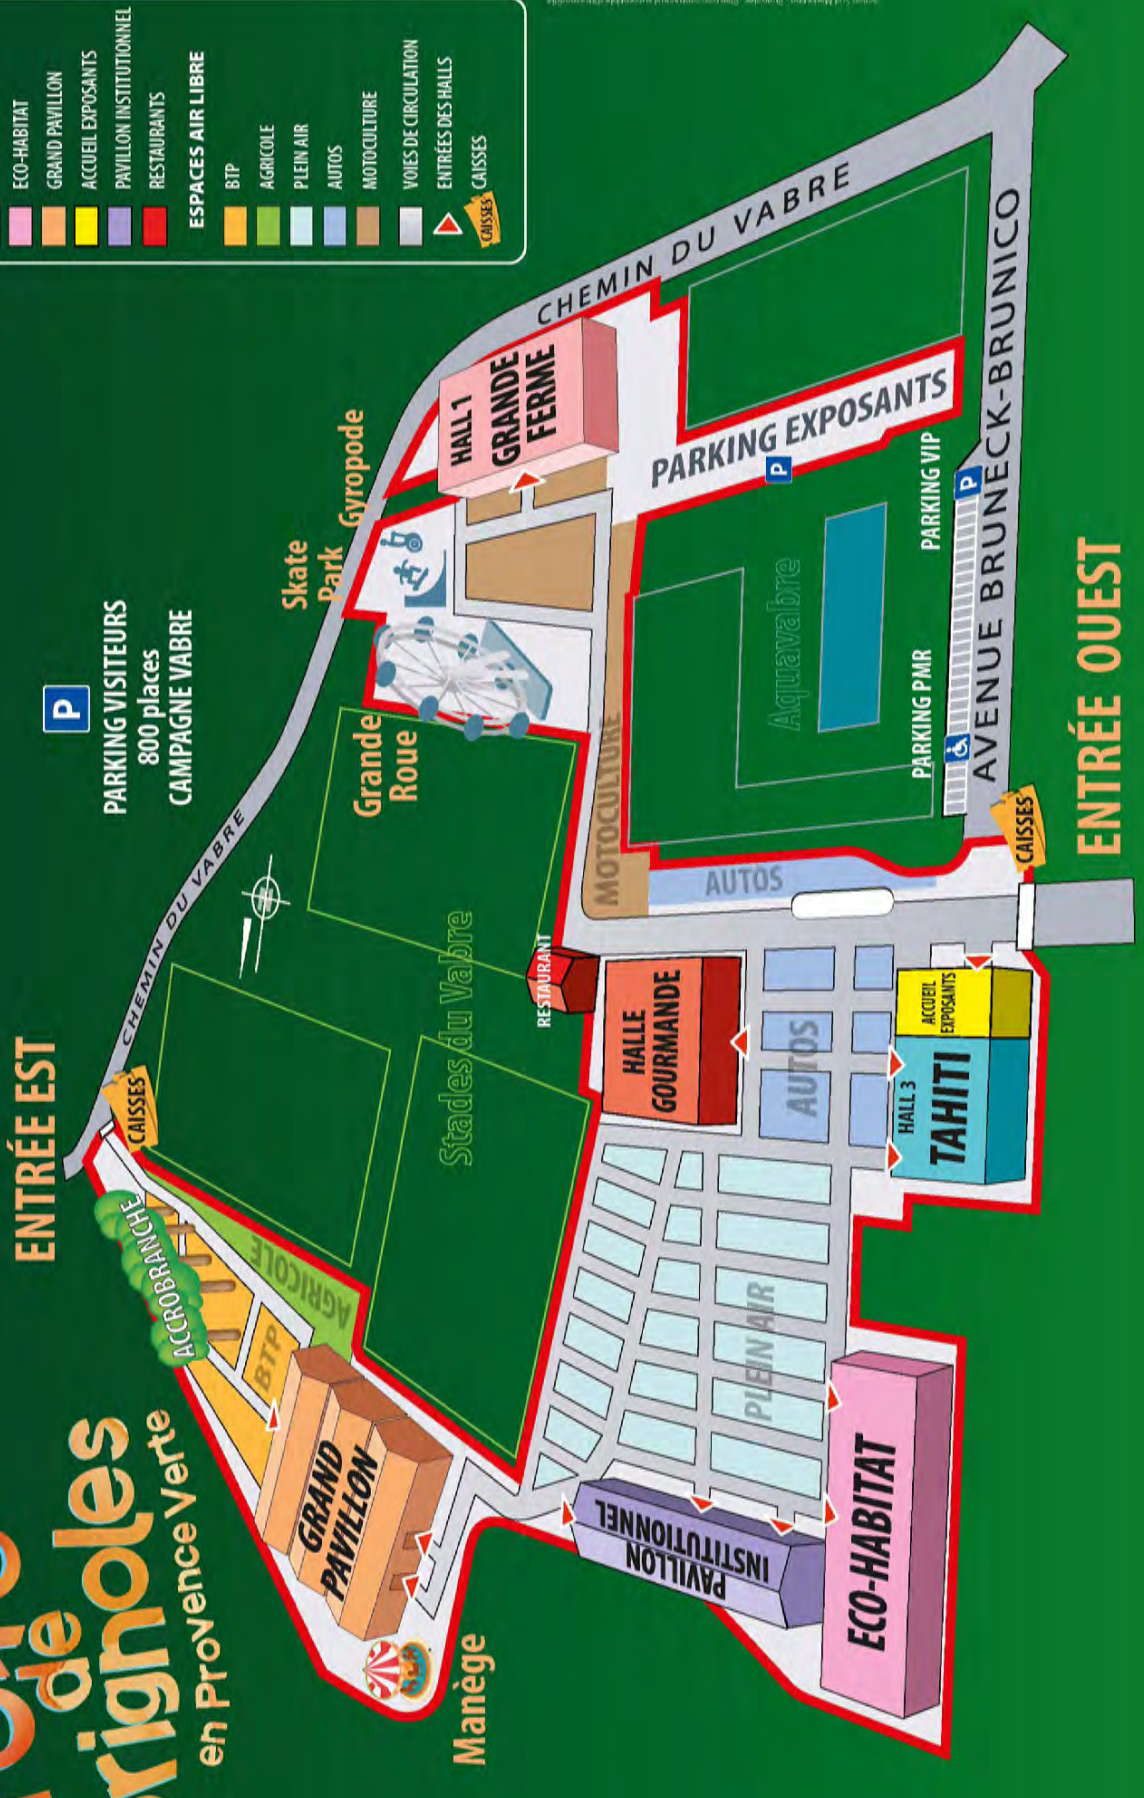 de
en Provence Verte
ECO-HABITAT
GRAND PAVILLON
ACCUEIL EXPOSANTS
PAVILLON INSTITUTIONNEL
RESTAURANTS
ESPACES AIR LIBRE
BTP
AGRICOLE
PLEIN AIR
AUTOS
MOTOCULTURE
VOIES DE CIRCULATION
ENTRÉES DES HALLS
CAISSES
CAISSES
ENTRÉE EST
P
PARKING VISITEURS
800 places
CAMPAGNE VABRE
CHEMIN DU VABRE
CAISSES
ACCROBRANCHE
AGRICOLE
BTP
GRAND
PAVILLON
Manège
Skate
Park
Gyropode
Grande
Roue
CHEMIN DU VABRE
HALL 1
GRANDE
FERME
Stades du Vabre
RESTAURANT
MOTOCULTURE
PARKING EXPOSANTS
P
HALLE
GOURMANDE
AUTOS
Aquavabre
PAVILLON
INSTITUTIONNEL
PLEIN AIR
AUTOS
ECO-HABITAT
HALL 3
TAHITI
ACCUEIL
EXPOSANTS
PARKING PMR
PARKING VIP
P
AVENUE BRUNECK-BRUNICO
CAISSES
ENTRÉE OUEST